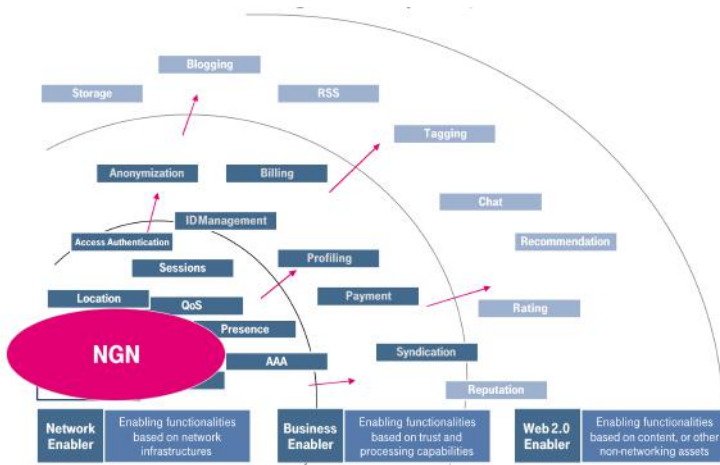 Blogging
Storage
RSS
Tagging
Anonymization
Billing
Chat
ID Management
Access Authentication
Recommendation
Sessions
Profiling
Location
QoS
Payment
Rating
Presence
NGN
AAA
Syndication
Reputation
Network
Enabler
Enabling functionalities
based on network
infrastructures
Business
Enabler
Enabling functionalities
based on trust and
processing capabilities
Web 2.0
Enabler
Enabling functionalities
based on content, or other
non-networking assets